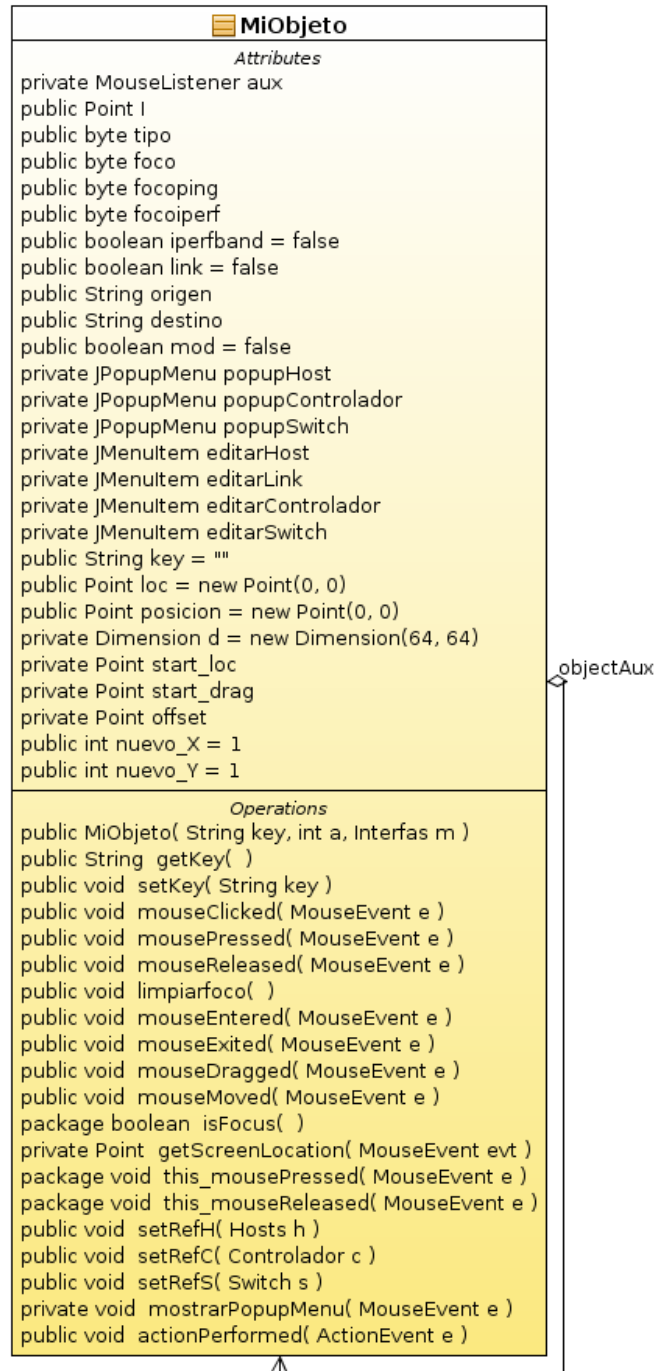 MiObjeto
Attributes
private MouseListener aux
public Point I
public byte tipo
public byte foco
public byte focoping
public byte focoiperf
public boolean iperfband = false
public boolean link = false
public String origen
public String destino
public boolean mod = false
private JPopupMenu popupHost
private JPopupMenu popupControlador
private JPopupMenu popupSwitch
private JMenuItem editarHost
private JMenuItem editarLink
private JMenuItem editarControlador
private JMenuItem editarSwitch
public String key = ""
public Point loc = new Point(0, 0)
public Point posicion = new Point(0, 0)
private Dimension d = new Dimension(64, 64)
private Point start_loc
objectAux
private Point start_drag
private Point offset
public int nuevo_X = 1
public int nuevo_Y = 1
Operations
public MiObjeto( String key, int a, Interfas m )
public String getKey( )
public void setKey( String key )
public void mouseClicked( MouseEvent e )
public void mousePressed( MouseEvent e )
public void mouseReleased( MouseEvent e )
public void limpiarfoco( )
public void mouseEntered( MouseEvent e )
public void mouseExited( MouseEvent e )
public void mouseDragged( MouseEvent e )
public void mouseMoved( MouseEvent e )
package boolean isFocus( )
private Point getScreenLocation( MouseEvent evt )
package void this_mousePressed( MouseEvent e )
package void this_mouseReleased( MouseEvent e )
public void setRefH( Hosts h )
public void setRefC( Controlador c )
public void setRefS( Switch s )
private void mostrarPopupMenu( MouseEvent e )
public void actionPerformed( ActionEvent e )